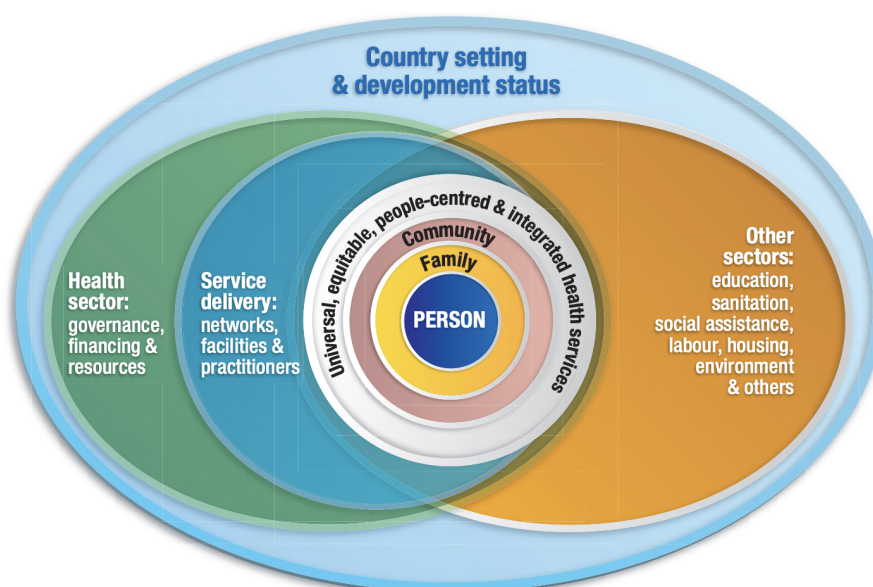 Country setting
& development status
Health
sector:
governance,
financing &
resources
Service
delivery:
networks,
facilities &
practitioners
Universal, equitable, people-centred & integrated health services
Community
Family
PERSON
Other
sectors:
education,
sanitation,
social assistance,
labour, housing,
environment
& others